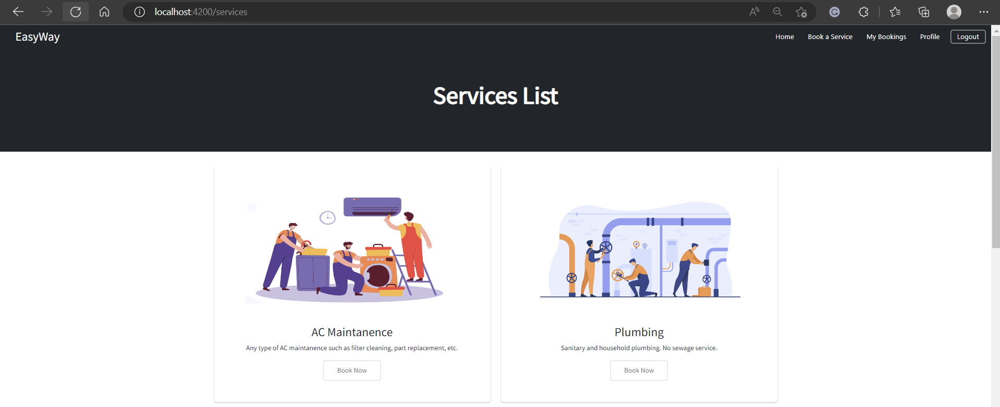 localhost:4200/services
EasyWay
Home Book a Service My Bookings Profile Logout
Services List
AC Maintanence
Any type of AC maintanence such as filter cleaning, part replacement, etc.
Book Now
Plumbing
Sanitary and household plumbing. No sewage service.
Book Now